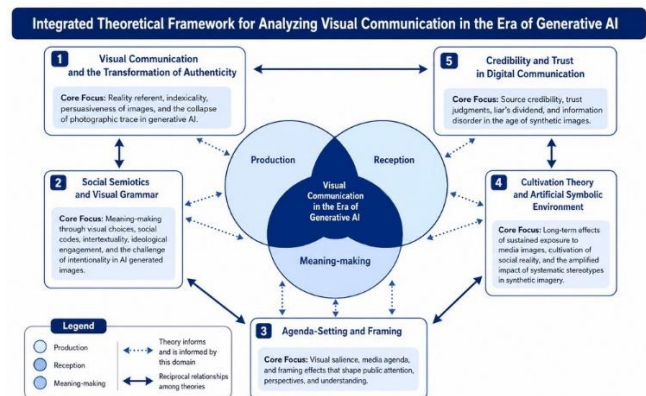 Integrated Theoretical Framework for Analyzing Visual Communication in the Era of Generative AI
1
Visual Communication
and the Transformation of Authenticity
Core Focus: Reality referent, indexicality,
persuasiveness of images, and the collapse
of photographic trace in generative AI.
5
Credibility and Trust
in Digital Communication
Core Focus: Source credibility, trust
judgments, liar's dividend, and information
disorder in the age of synthetic images.
Production
Reception
Visual
Communication
in the Era of
Generative AI
Meaning-making
2
Social Semiotics
and Visual Grammar
Core Focus: Meaning-making
through visual choices, social
codes, intertextuality, ideological
engagement, and the challenge
of intentionality in AI generated
images.
4
Cultivation Theory
and Artificial Symbolic
Environment
Core Focus: Long-term effects
of sustained exposure to
media images, cultivation of
social reality, and the amplified
impact of systematic stereotypes
in synthetic imagery.
3
Agenda-Setting and Framing
Core Focus: Visual salience, media agenda,
and framing effects that shape public attention,
perspectives, and understanding.
Legend
Production
Reception
Meaning-making
Theory informs
and is informed by
this domain
Reciprocal relationships
among theories